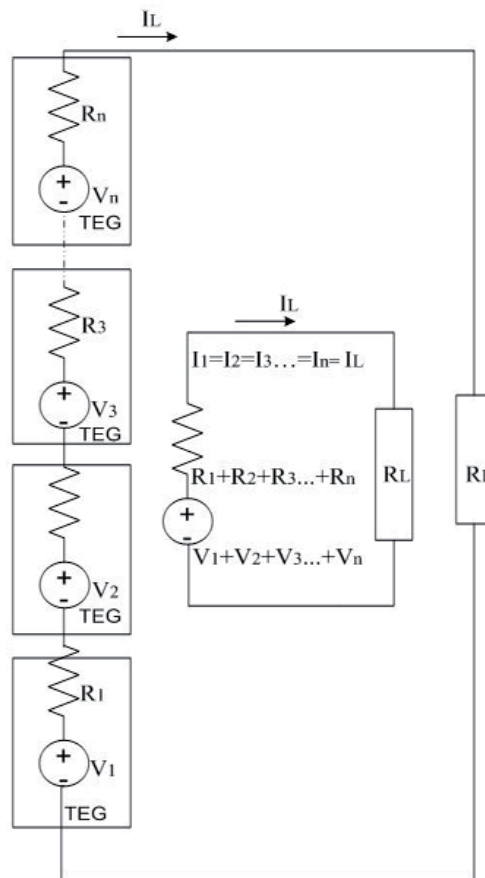 IL
Rn
Vn
TEG
R3
V3
TEG
V2
TEG
R1
V1
TEG
IL
I1=I2=I3...=In=IL
R1+R2+R3...+Rn
V1+V2+V3...+Vn
RL